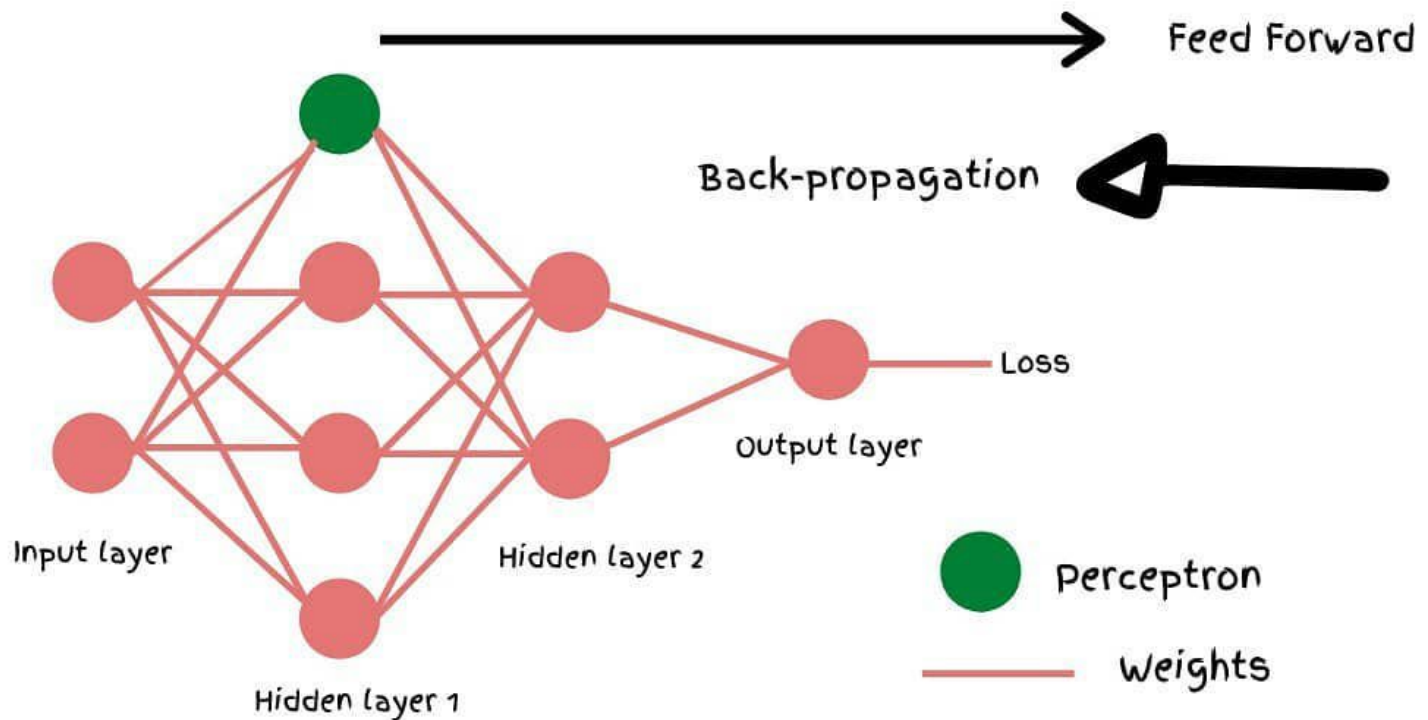 Feed Forward
Back-propagation
Loss
Output layer
Input layer
Hidden layer 2
Perceptron
Weights
Hidden layer 1